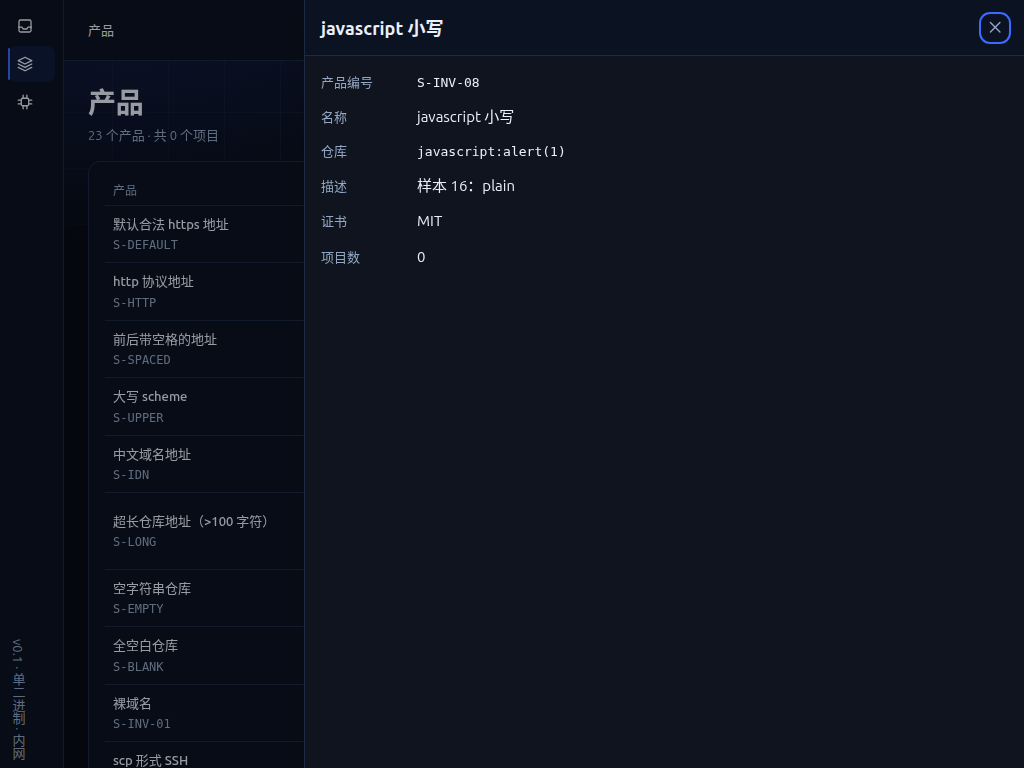 产品
产品
23 个产品 · 共 0 个项目
产品
默认合法 https 地址
S-DEFAULT
http 协议地址
S-HTTP
前后带空格的地址
S-SPACED
大写 scheme
S-UPPER
中文域名地址
S-IDN
超长仓库地址（>100 字符）
S-LONG
空字符串仓库
S-EMPTY
全空白仓库
S-BLANK
裸域名
S-INV-01
scp 形式 SSH
v0.1 · 单二进制 · 内网
javascript 小写
产品编号 S-INV-08
名称 javascript 小写
仓库 javascript:alert(1)
描述 样本 16：plain
证书 MIT
项目数 0